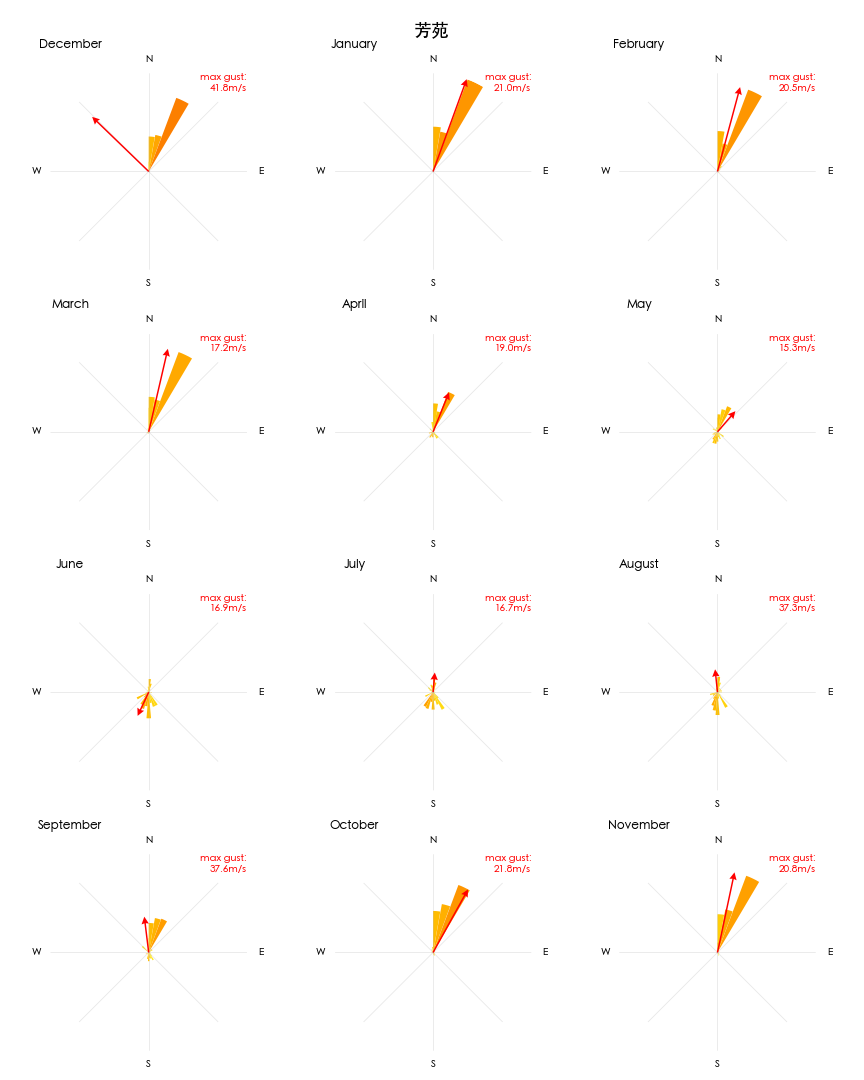 芳苑
December
N
max gust:
41.8m/s
W
E
S
January
N
max gust:
21.0m/s
W
E
S
February
N
max gust:
20.5m/s
W
E
S
March
N
max gust:
17.2m/s
W
E
S
April
N
max gust:
19.0m/s
W
E
S
May
N
max gust:
15.3m/s
W
E
S
June
N
max gust:
16.9m/s
W
E
S
July
N
max gust:
16.7m/s
W
E
S
August
N
max gust:
37.3m/s
W
E
S
September
N
max gust:
37.6m/s
W
E
S
October
N
max gust:
21.8m/s
W
E
S
November
N
max gust:
20.8m/s
W
E
S